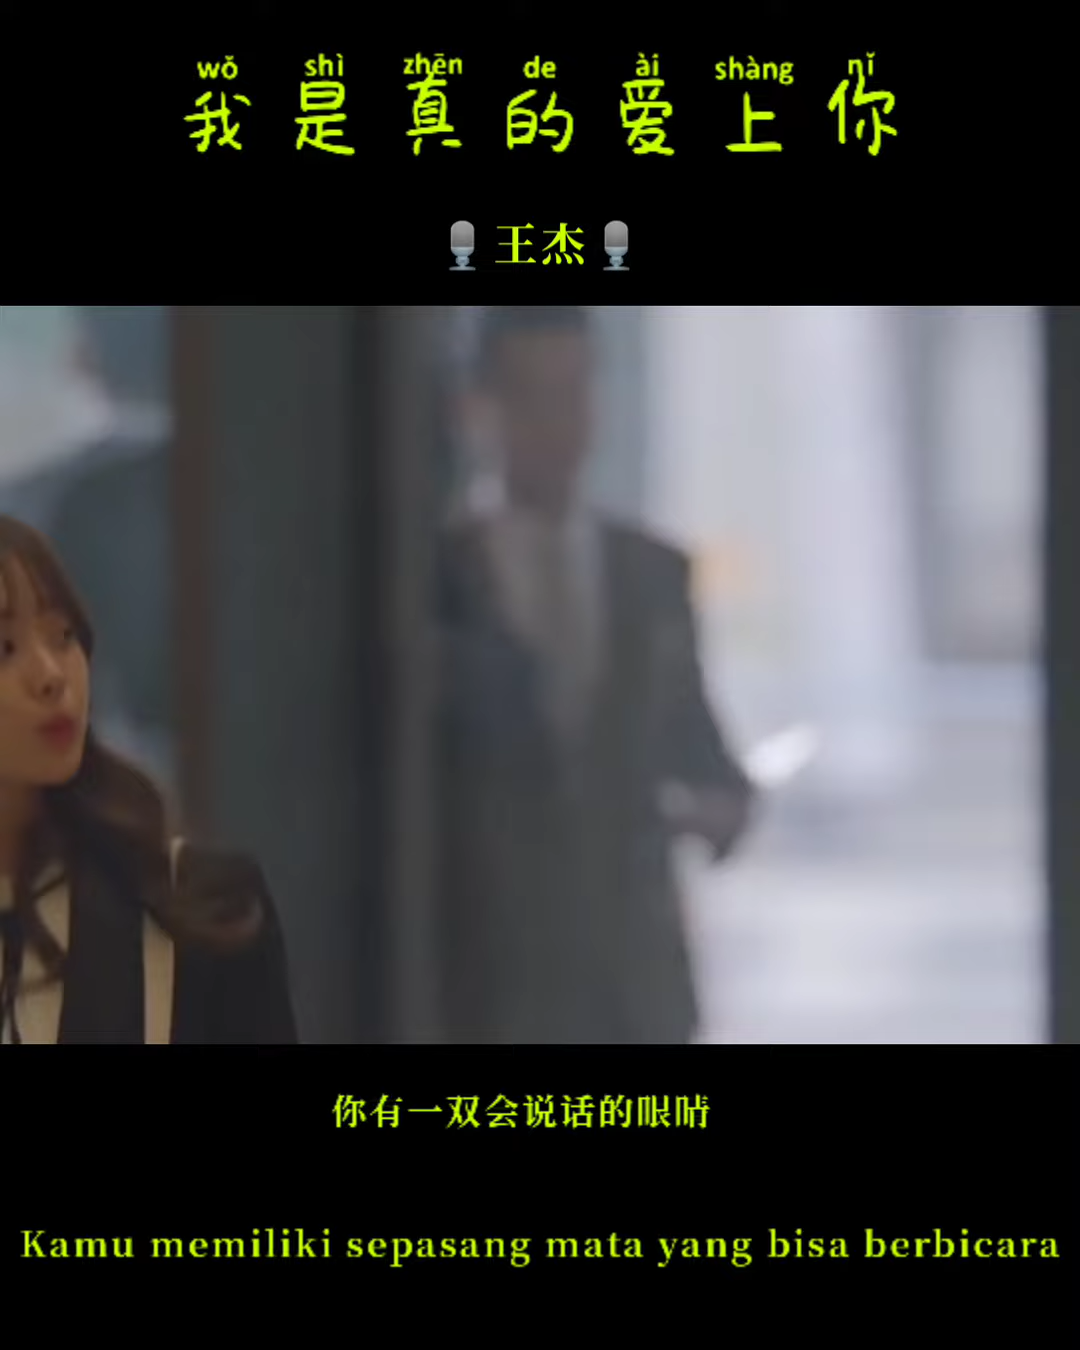 wǒ shì zhēn de ài shàng nǐ
我是真的爱上你
王杰
你有一双会说话的眼睛
Kamu memiliki sepasang mata yang bisa berbicara